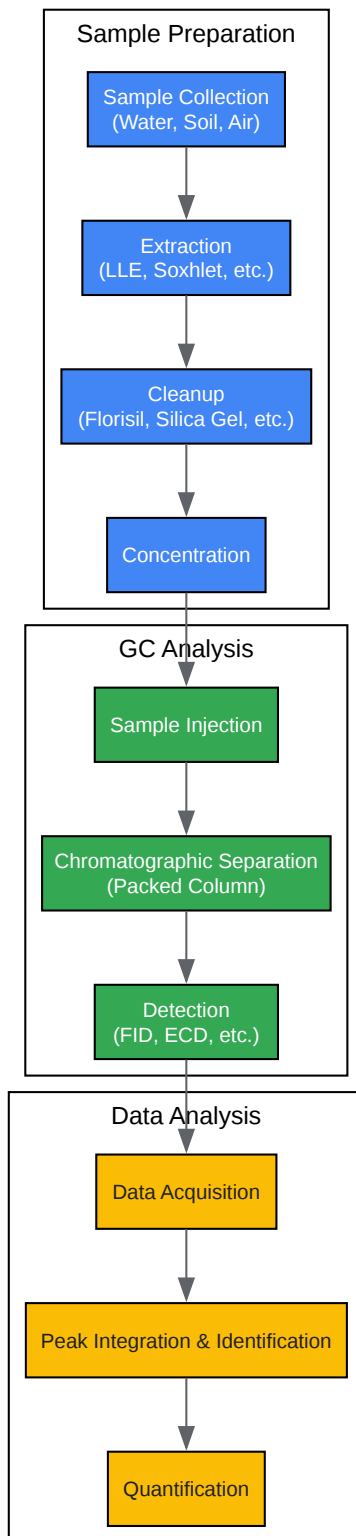 Sample Preparation
Sample Collection
(Water, Soil, Air)
Extraction
(LLE, Soxhlet, etc.)
Cleanup
(Florisil, Silica Gel, etc.)
Concentration
GC Analysis
Sample Injection
Chromatographic Separation
(Packed Column)
Detection
(FID, ECD, etc.)
Data Analysis
Data Acquisition
Peak Integration & Identification
Quantification